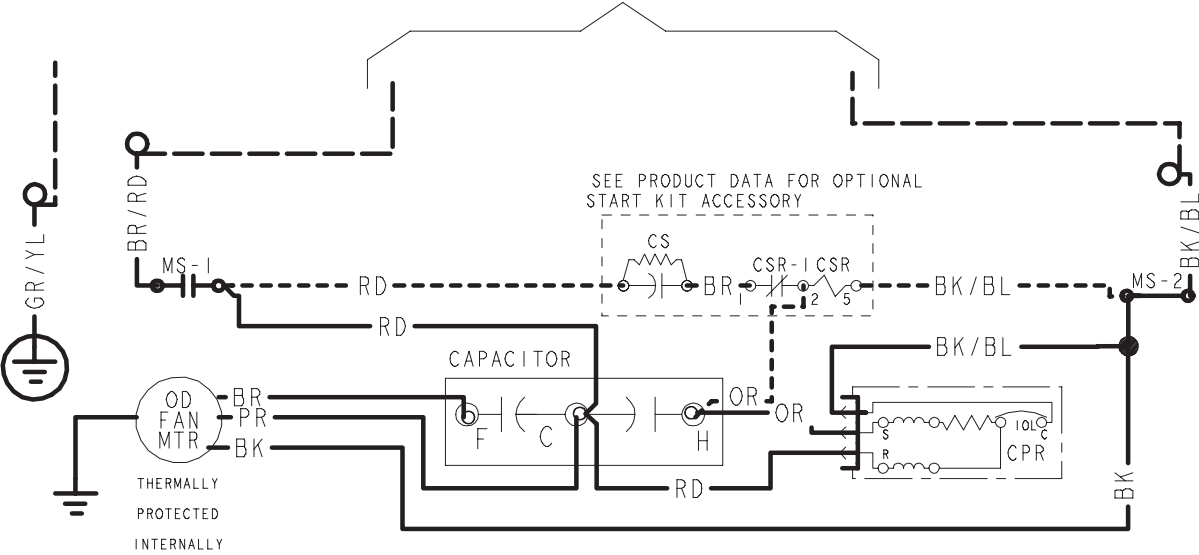 SEE PRODUCT DATA FOR OPTIONAL
START KIT ACCESSORY
BR/RD
GR/YL
BK/BL
MS-1
CS
CSR-1 CSR
RD
BR
1
2
5
BK/BL
MS-2
RD
BK/BL
CAPACITOR
OD
FAN
MTR
BR
PR
BK
F
C
H
OR
OR
S
R
IOL
C
CPR
RD
BK
THERMALLY
PROTECTED
INTERNALLY